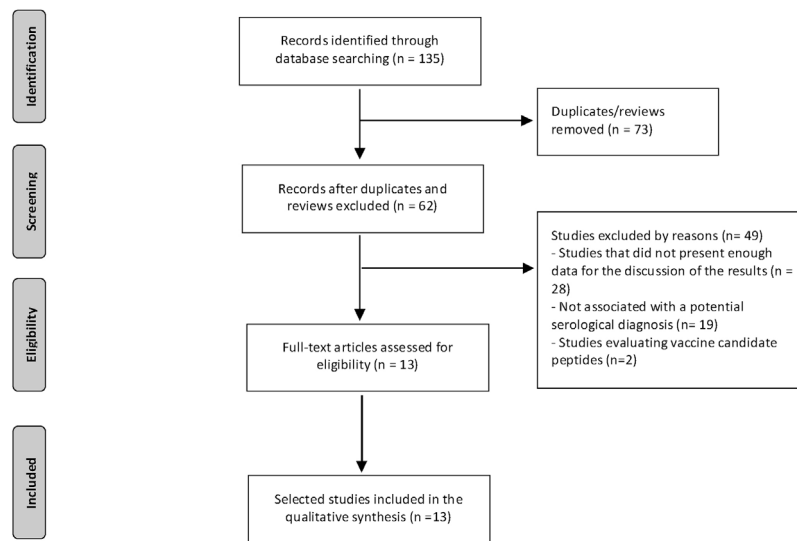 Identification
Records identified through
database searching (n = 135)
Duplicates/reviews
removed (n = 73)
Screening
Records after duplicates and
reviews excluded (n = 62)
Studies excluded by reasons (n= 49)
- Studies that did not present enough
data for the discussion of the results (n =
28)
- Not associated with a potential
serological diagnosis (n= 19)
- Studies evaluating vaccine candidate
peptides (n=2)
Eligibility
Full-text articles assessed for
eligibility (n = 13)
Included
Selected studies included in the
qualitative synthesis (n =13)